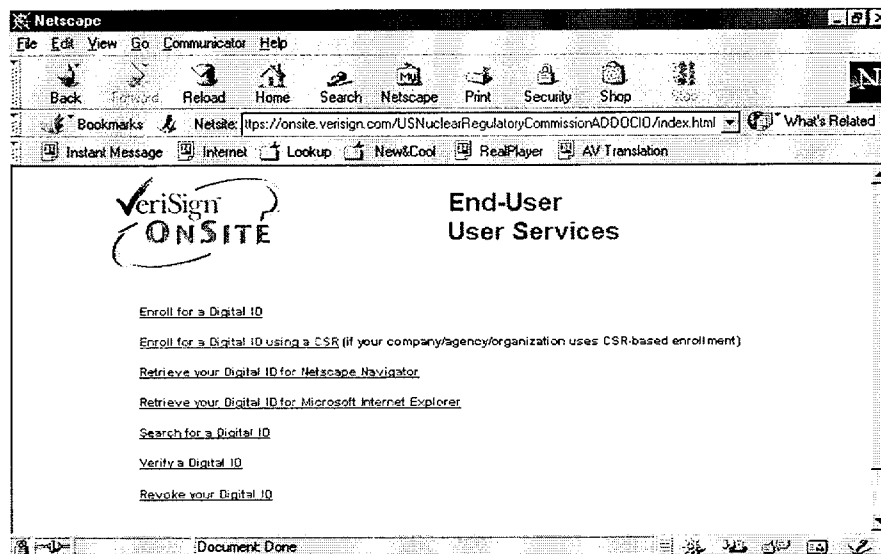 Netscape
File Edit View Go Communicator Help
Back Forward Reload Home Search Netscape Print Security Shop Stop
Bookmarks Netsite: ttps://onsite.verisign.com/USNuclearRegulatoryCommissionADDOCIO/index.html What's Related
Instant Message Internet Lookup New&Cool RealPlayer AV Translation
VeriSign
ONSITE
End-User
User Services
Enroll for a Digital ID
Enroll for a Digital ID using a CSR (if your company/agency/organization uses CSR-based enrollment)
Retrieve your Digital ID for Netscape Navigator
Retrieve your Digital ID for Microsoft Internet Explorer
Search for a Digital ID
Verify a Digital ID
Revoke your Digital ID
Document: Done